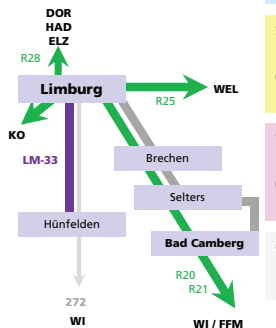 DOR
HAD
ELZ
R28
Limburg
WEL
R25
KO
LM-33
Brechen
Selters
Hünfelden
Bad Camberg
R20
R21
272
WI
WI / FFM